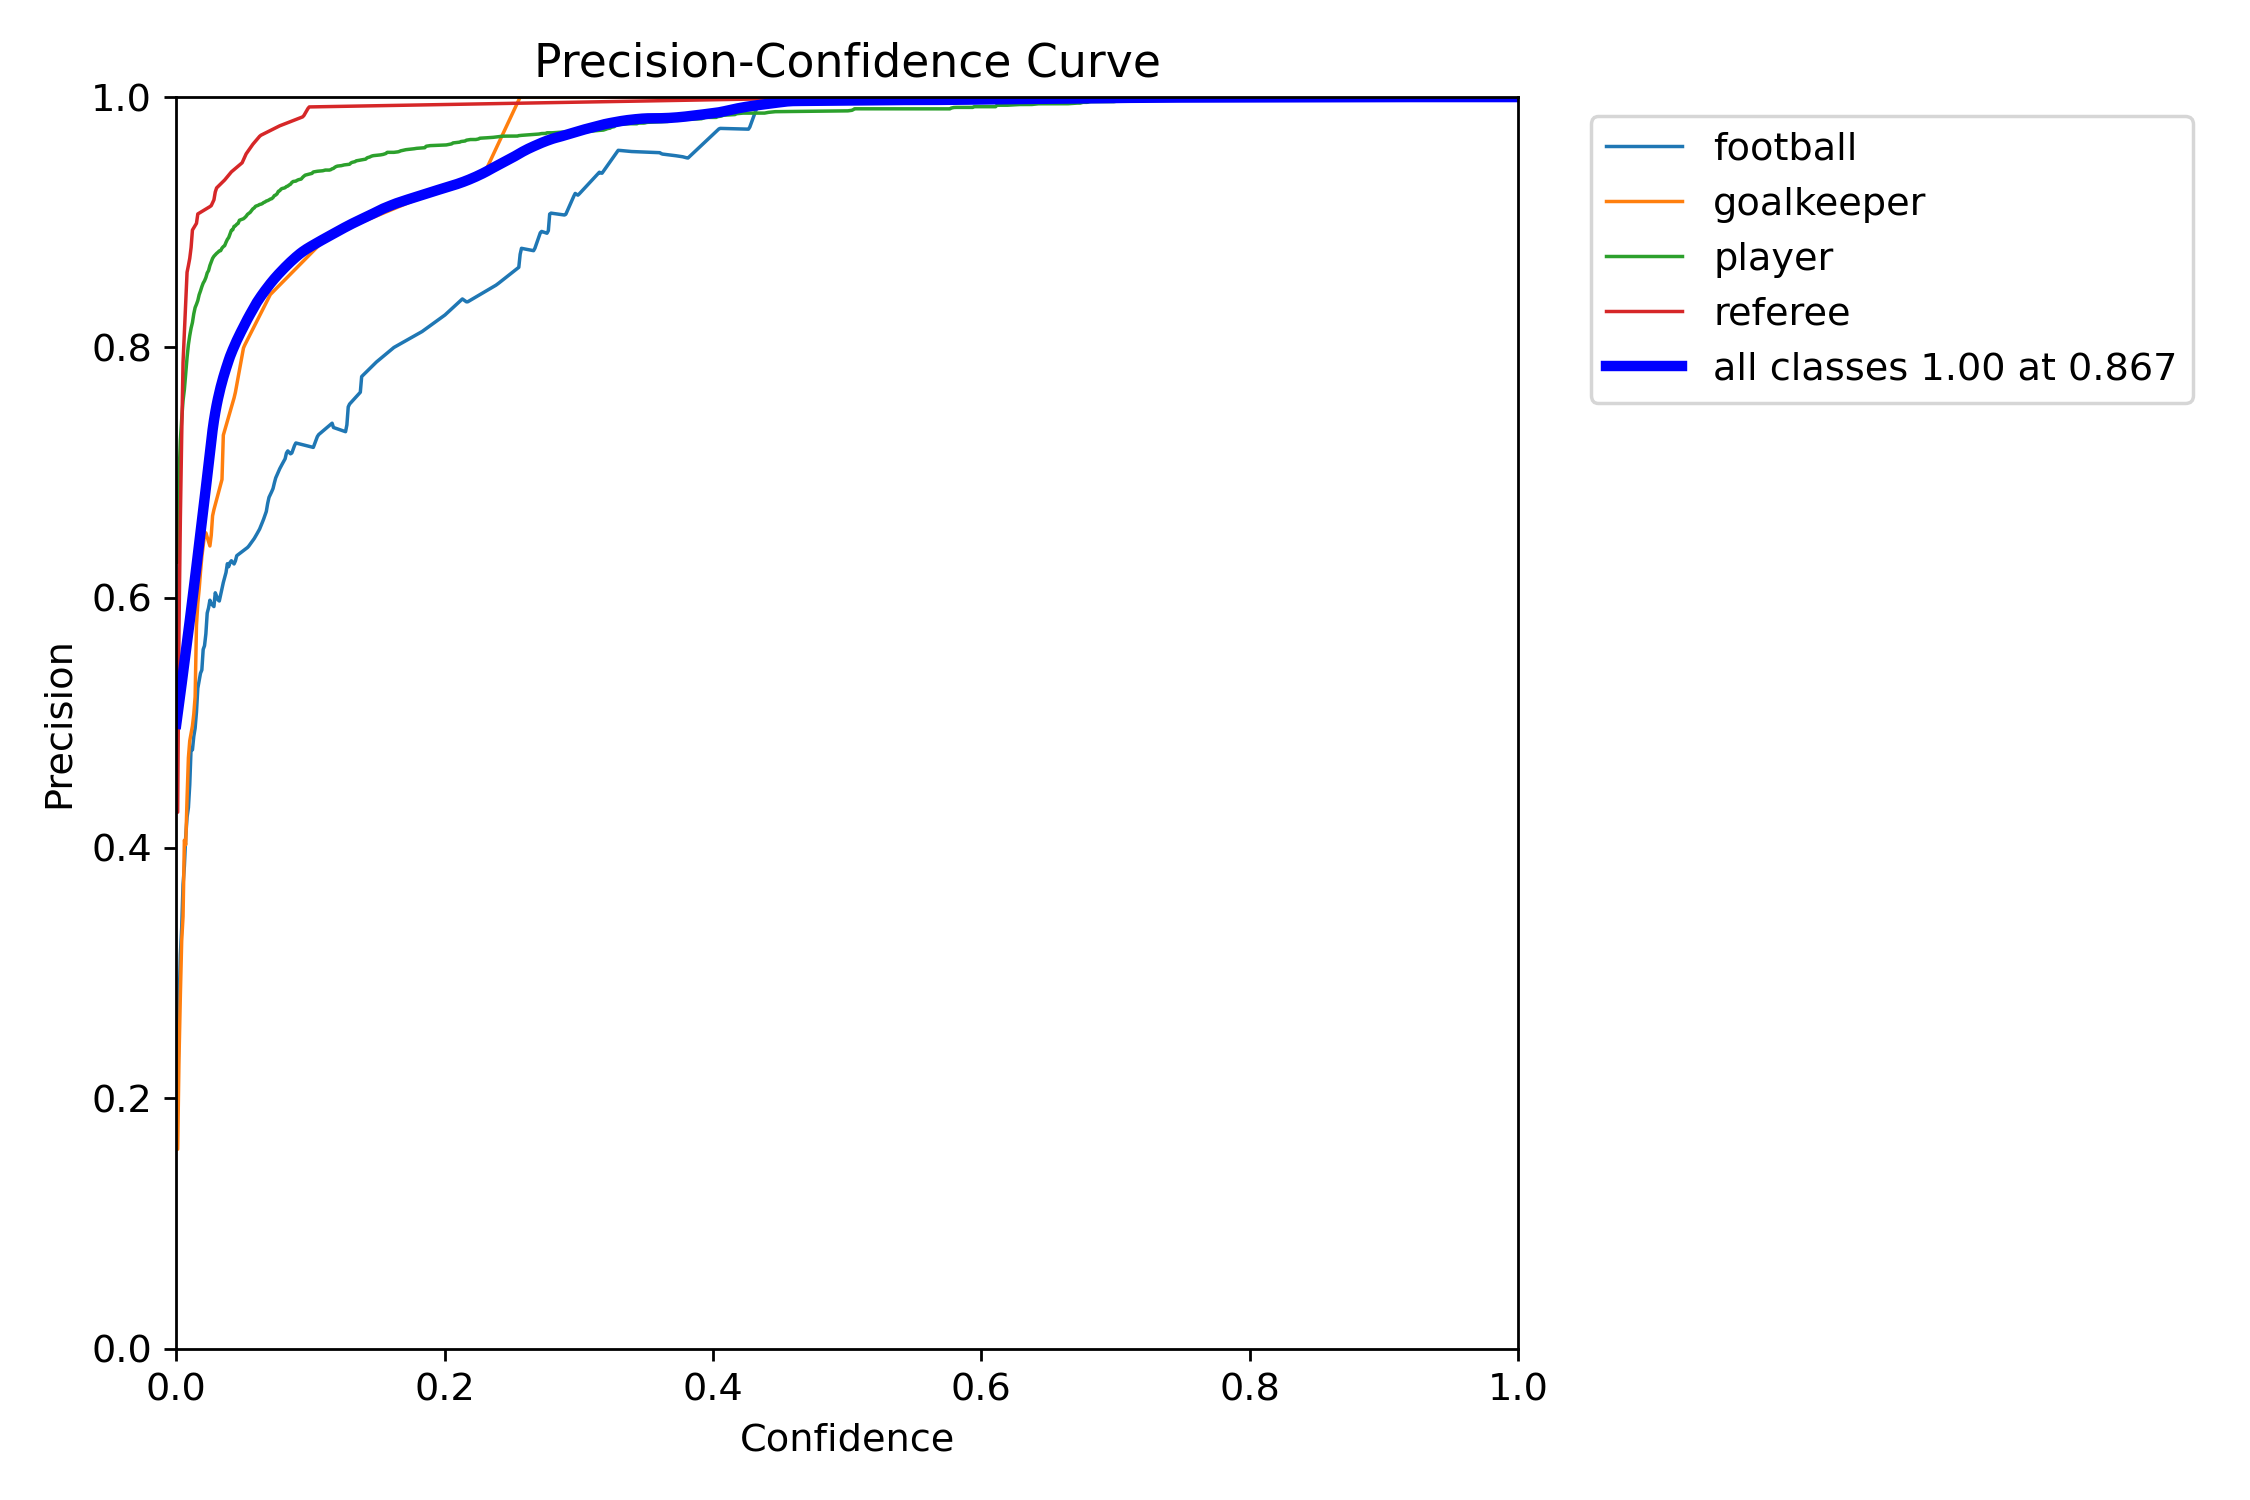 Precision-Confidence Curve
1.0
0.8
0.6
0.4
0.2
0.0
Precision
0.0 0.2 0.4 0.6 0.8 1.0
Confidence
football
goalkeeper
player
referee
all classes 1.00 at 0.867